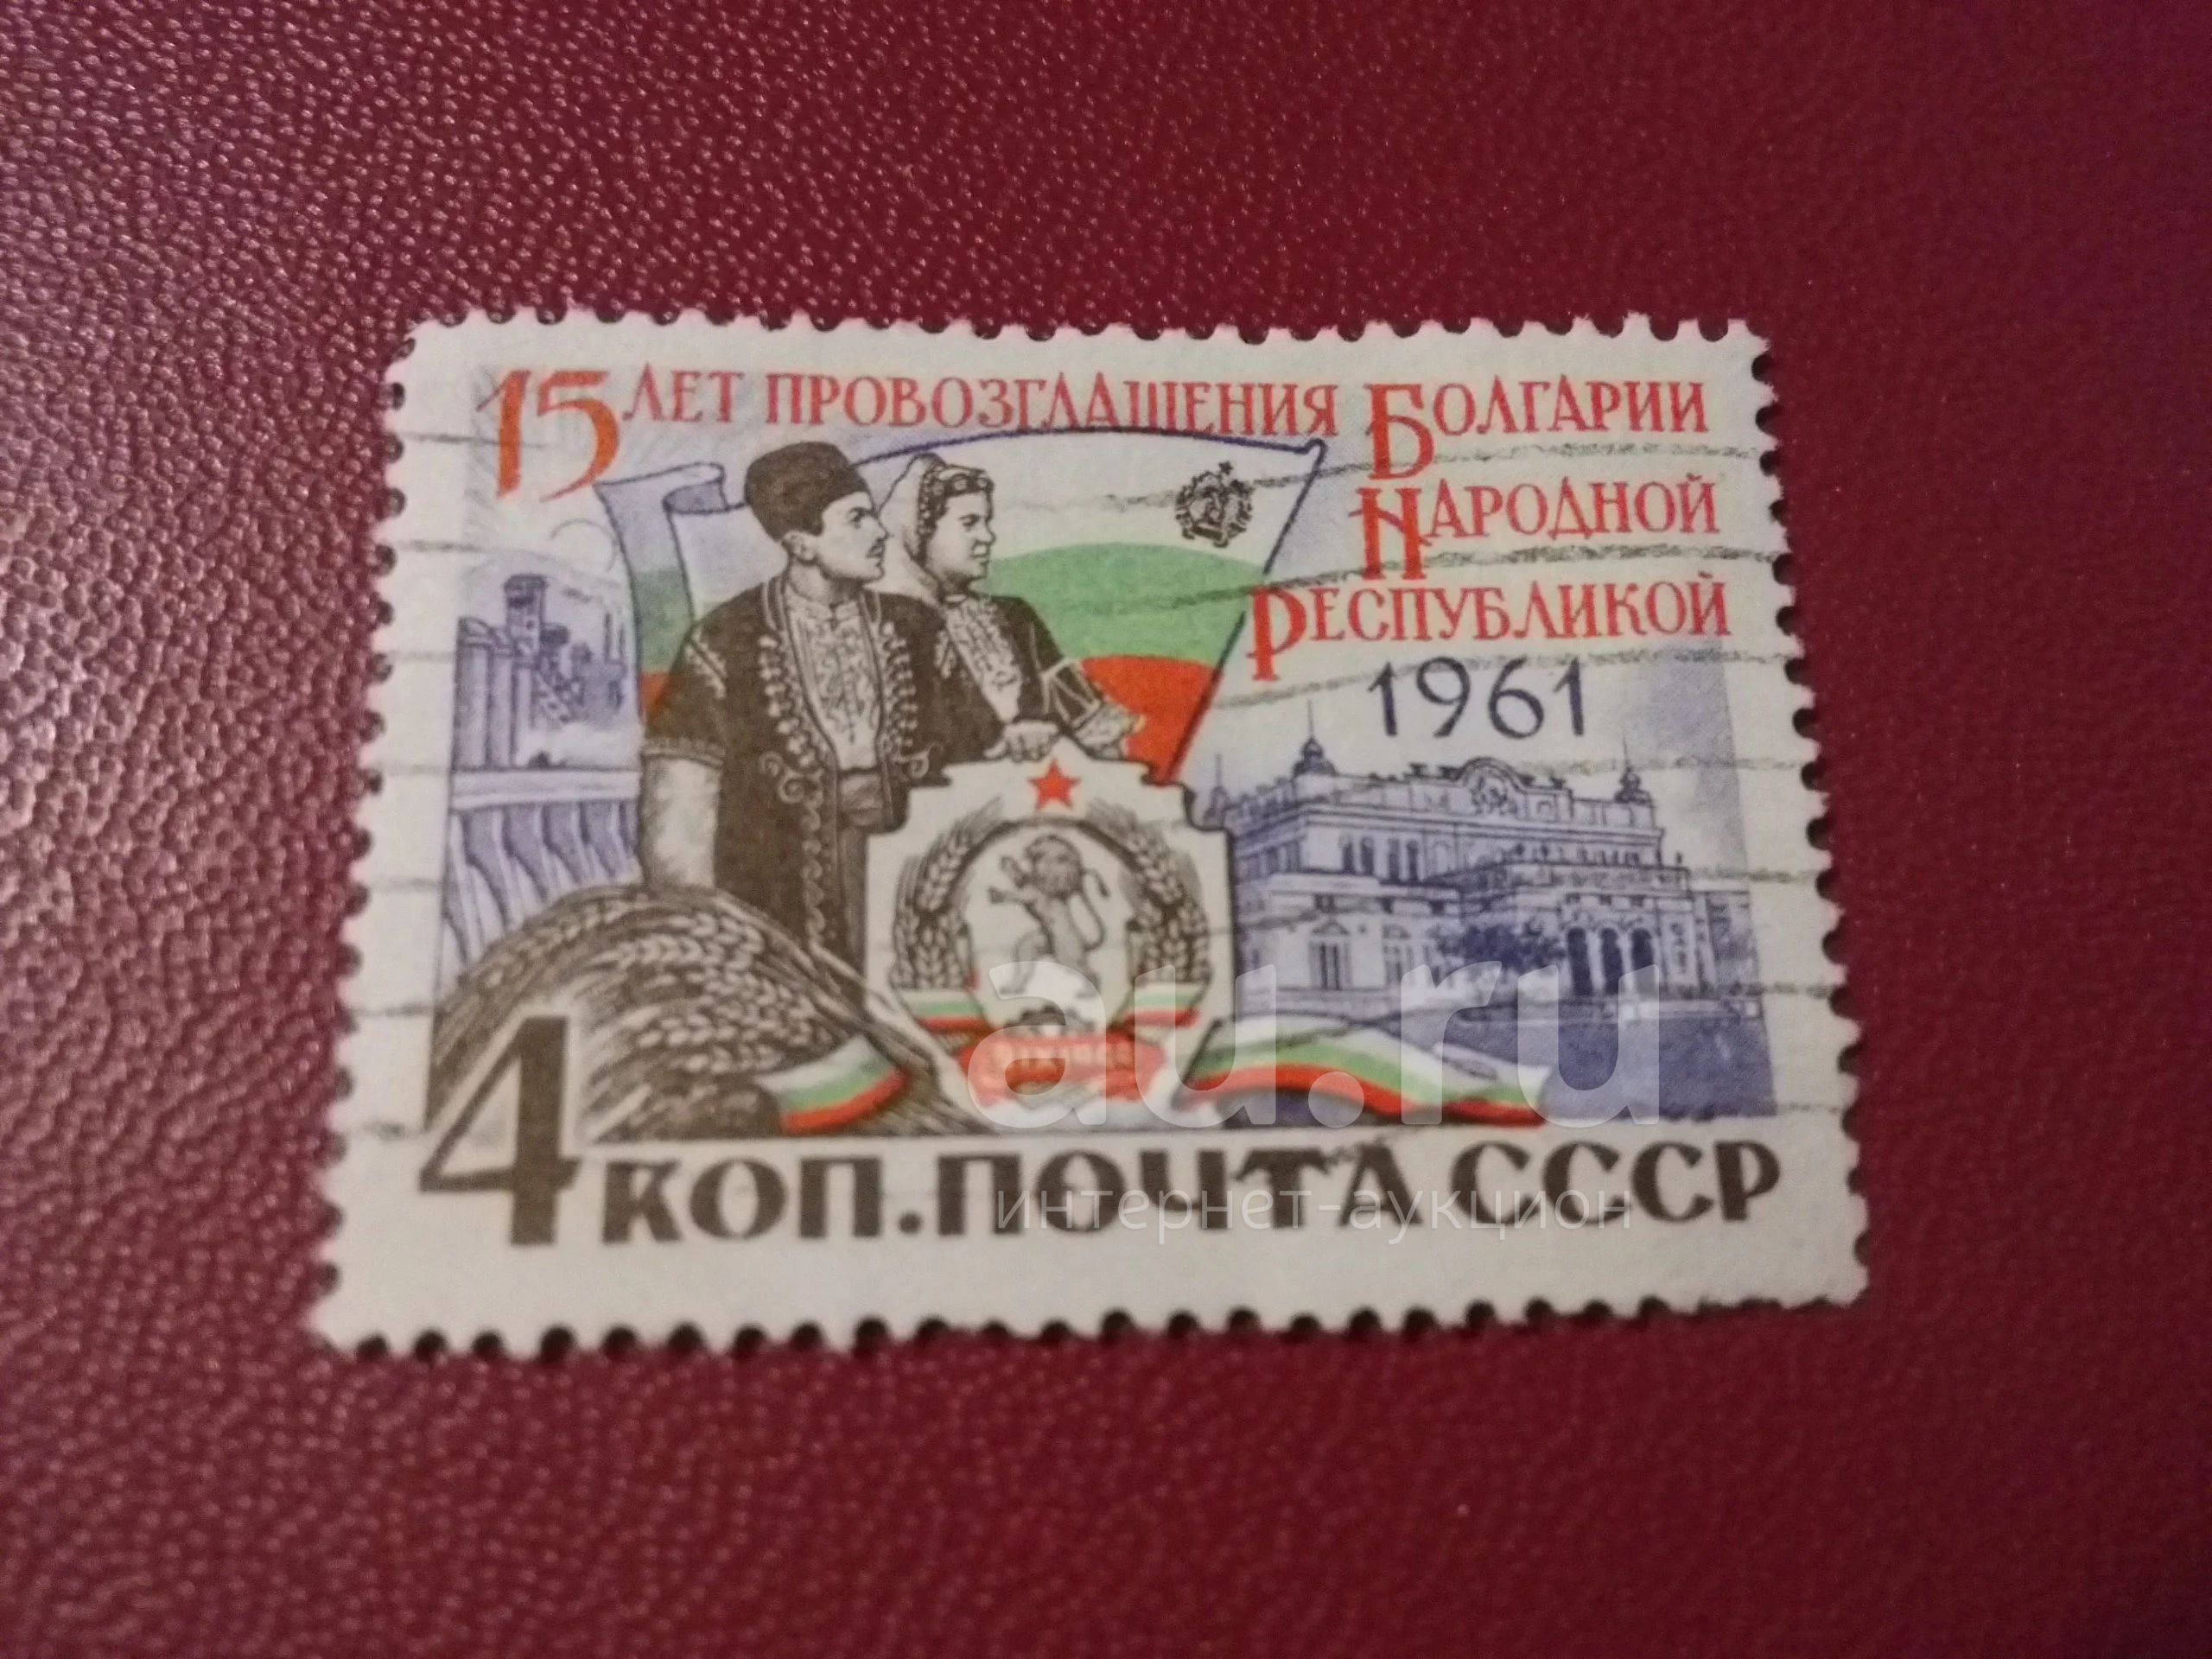 15 ЛЕТ ПРОВОЗГЛАШЕНИЯ БОЛГАРИИ
НАРОДНОЙ
РЕСПУБЛИКОЙ
1961
au.ru
4 КОП. ПОЧТА СССР
интернет-аукцион